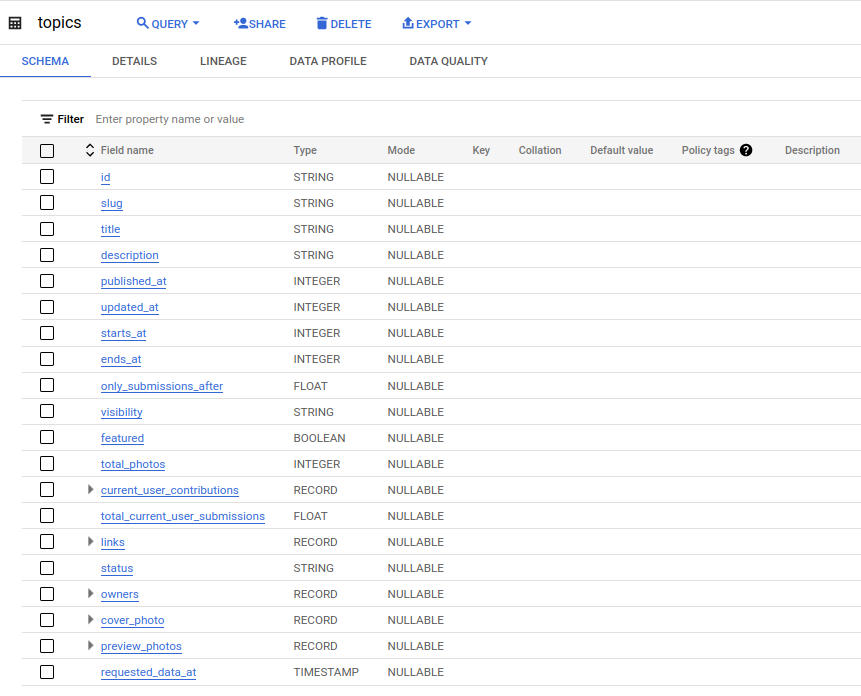 topics QUERY SHARE DELETE EXPORT
SCHEMA DETAILS LINEAGE DATA PROFILE DATA QUALITY
Filter Enter property name or value
Field name Type Mode Key Collation Default value Policy tags ? Description
id STRING NULLABLE
slug STRING NULLABLE
title STRING NULLABLE
description STRING NULLABLE
published_at INTEGER NULLABLE
updated_at INTEGER NULLABLE
starts_at INTEGER NULLABLE
ends_at INTEGER NULLABLE
only_submissions_after FLOAT NULLABLE
visibility STRING NULLABLE
featured BOOLEAN NULLABLE
total_photos INTEGER NULLABLE
current_user_contributions RECORD NULLABLE
total_current_user_submissions FLOAT NULLABLE
links RECORD NULLABLE
status STRING NULLABLE
owners RECORD NULLABLE
cover_photo RECORD NULLABLE
preview_photos RECORD NULLABLE
requested_data_at TIMESTAMP NULLABLE